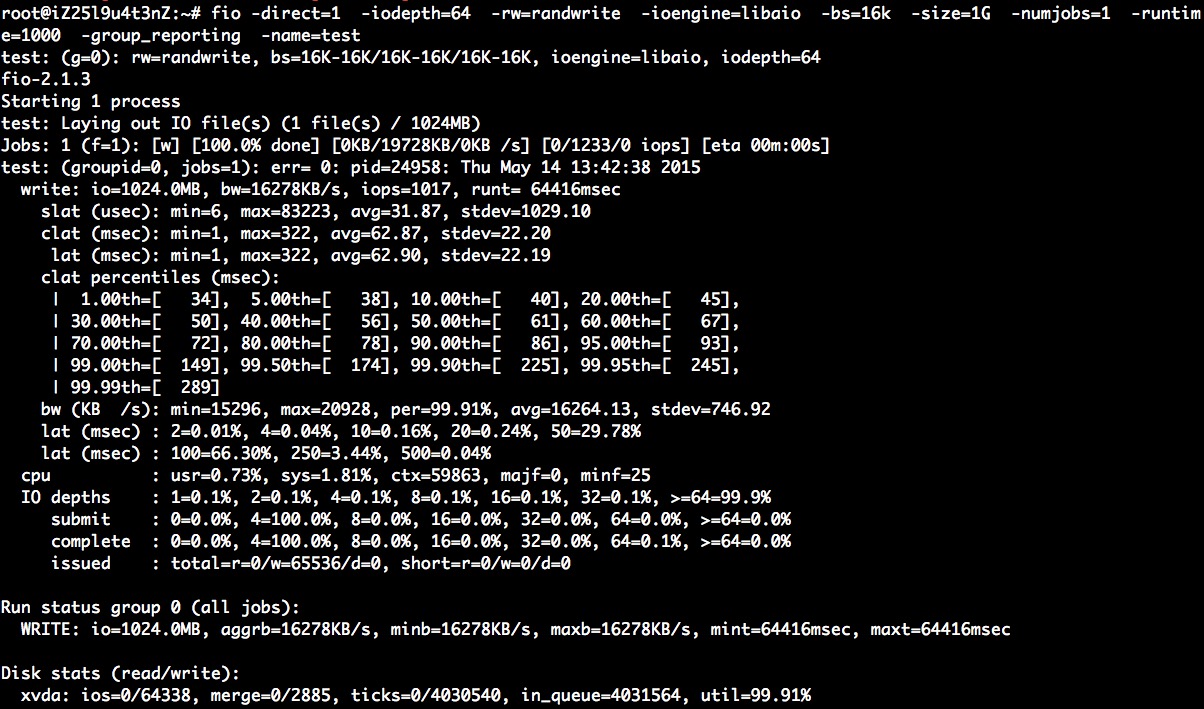 root@iZ25l9u4t3nZ:~# fio -direct=1  -iodepth=64  -rw=randwrite  -ioengine=libaio  -bs=16k  -size=1G  -numjobs=1  -runtim
e=1000  -group_reporting  -name=test
test: (g=0): rw=randwrite, bs=16K-16K/16K-16K/16K-16K, ioengine=libaio, iodepth=64
fio-2.1.3
Starting 1 process
test: Laying out IO file(s) (1 file(s) / 1024MB)
Jobs: 1 (f=1): [w] [100.0% done] [0KB/19728KB/0KB /s] [0/1233/0 iops] [eta 00m:00s]
test: (groupid=0, jobs=1): err= 0: pid=24958: Thu May 14 13:42:38 2015
  write: io=1024.0MB, bw=16278KB/s, iops=1017, runt= 64416msec
    slat (usec): min=6, max=83223, avg=31.87, stdev=1029.10
    clat (msec): min=1, max=322, avg=62.87, stdev=22.20
     lat (msec): min=1, max=322, avg=62.90, stdev=22.19
    clat percentiles (msec):
     |  1.00th=[   34],  5.00th=[   38], 10.00th=[   40], 20.00th=[   45],
     | 30.00th=[   50], 40.00th=[   56], 50.00th=[   61], 60.00th=[   67],
     | 70.00th=[   72], 80.00th=[   78], 90.00th=[   86], 95.00th=[   93],
     | 99.00th=[  149], 99.50th=[  174], 99.90th=[  225], 99.95th=[  245],
     | 99.99th=[  289]
    bw (KB  /s): min=15296, max=20928, per=99.91%, avg=16264.13, stdev=746.92
    lat (msec) : 2=0.01%, 4=0.04%, 10=0.16%, 20=0.24%, 50=29.78%
    lat (msec) : 100=66.30%, 250=3.44%, 500=0.04%
  cpu          : usr=0.73%, sys=1.81%, ctx=59863, majf=0, minf=25
  IO depths    : 1=0.1%, 2=0.1%, 4=0.1%, 8=0.1%, 16=0.1%, 32=0.1%, >=64=99.9%
     submit    : 0=0.0%, 4=100.0%, 8=0.0%, 16=0.0%, 32=0.0%, 64=0.0%, >=64=0.0%
     complete  : 0=0.0%, 4=100.0%, 8=0.0%, 16=0.0%, 32=0.0%, 64=0.1%, >=64=0.0%
     issued    : total=r=0/w=65536/d=0, short=r=0/w=0/d=0

Run status group 0 (all jobs):
  WRITE: io=1024.0MB, aggrb=16278KB/s, minb=16278KB/s, maxb=16278KB/s, mint=64416msec, maxt=64416msec

Disk stats (read/write):
  xvda: ios=0/64338, merge=0/2885, ticks=0/4030540, in_queue=4031564, util=99.91%